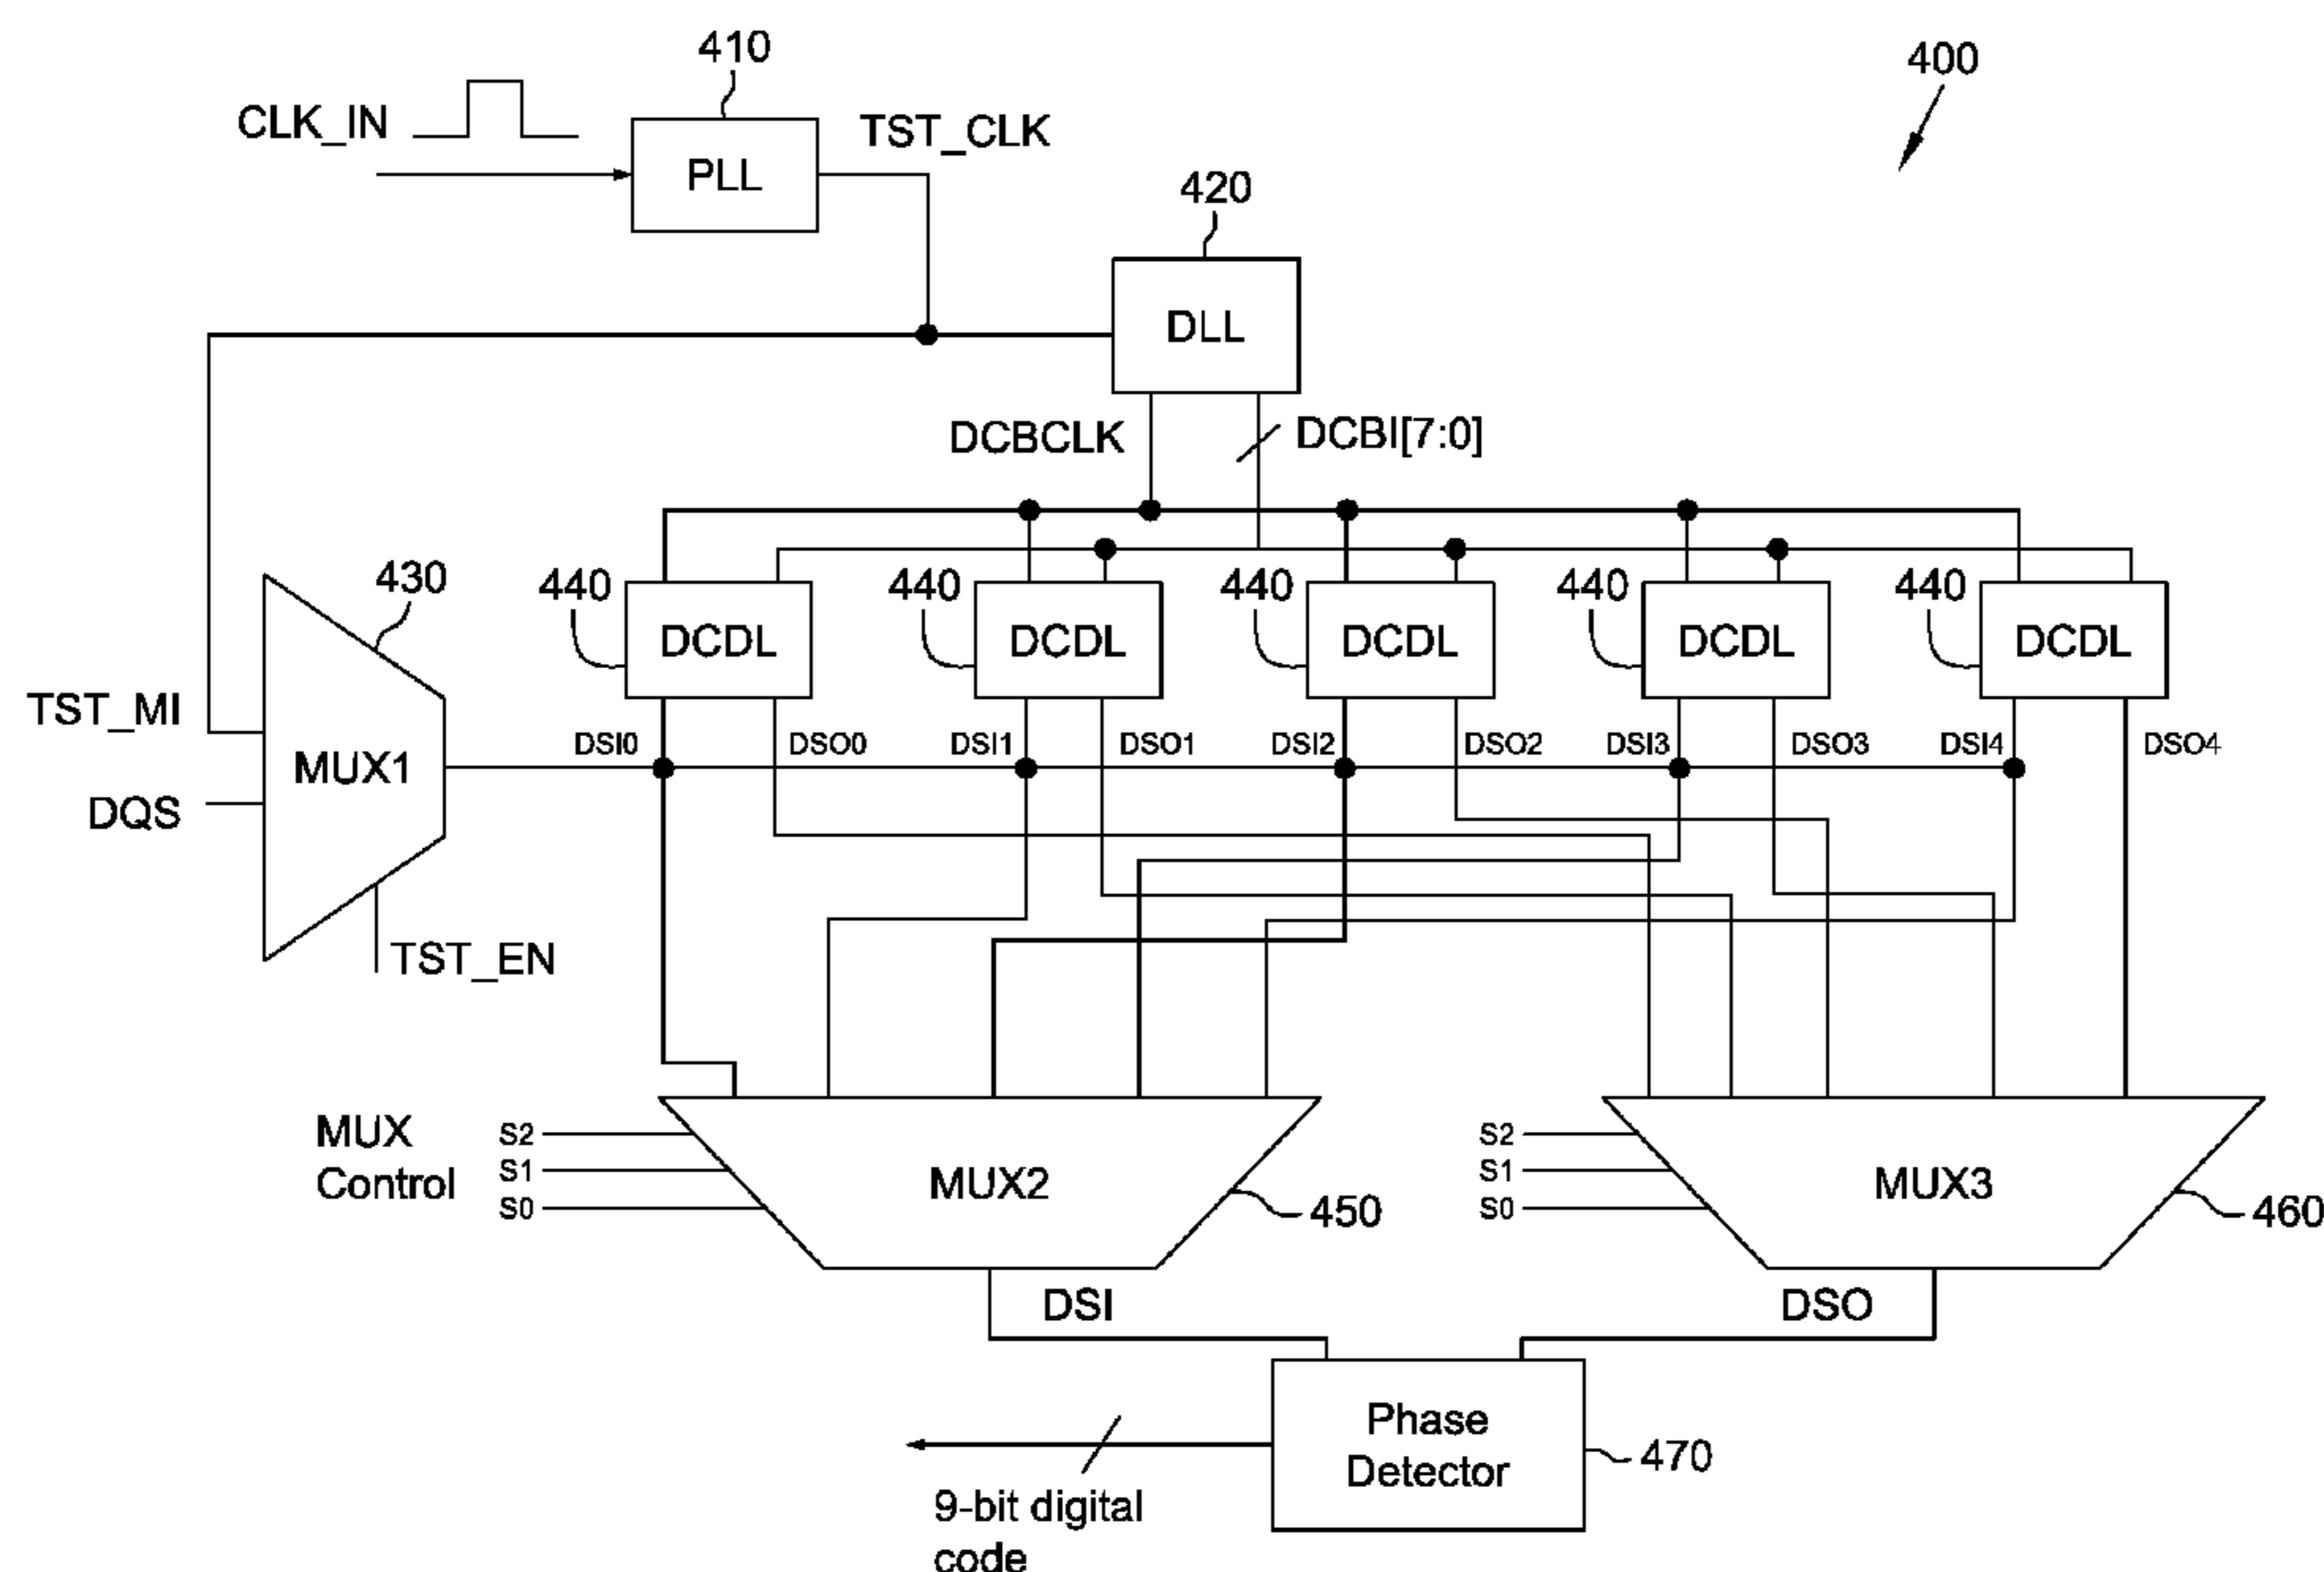 410
400
CLK_IN
PLL
TST_CLK
420
DLL
DCBCLK
DCBI[7:0]
430
440
440
440
440
440
DCDL
DCDL
DCDL
DCDL
DCDL
TST_MI
MUX1
DQS
TST_EN
DSI0
DSO0
DSI1
DSO1
DSI2
DSO2
DSI3
DSO3
DSI4
DSO4
MUX
Control
S2
S1
S0
MUX2
450
S2
S1
S0
MUX3
460
DSI
DSO
Phase
Detector
470
9-bit digital
code